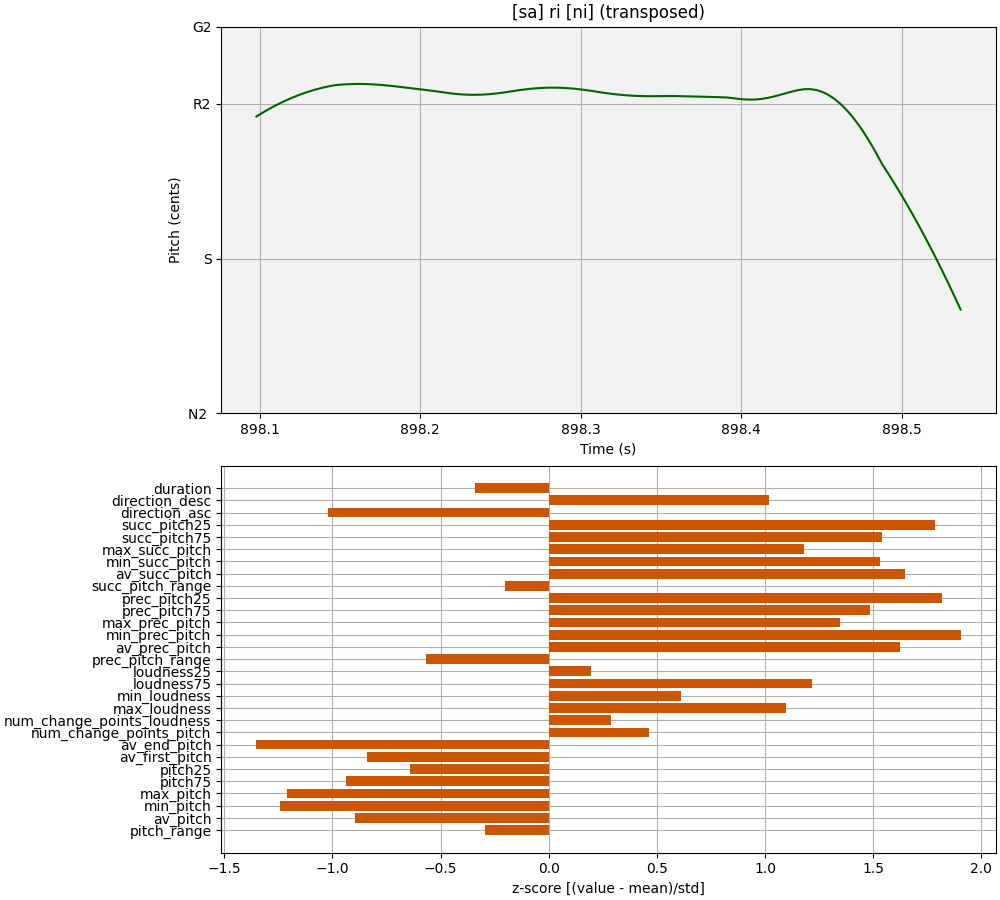 [sa] ri [ni] (transposed)
G2
R2
S
N2
Pitch (cents)
898.1 898.2 898.3 898.4 898.5
Time (s)
duration
direction_desc
direction_asc
succ_pitch25
succ_pitch75
max_succ_pitch
min_succ_pitch
av_succ_pitch
succ_pitch_range
prec_pitch25
prec_pitch75
max_prec_pitch
min_prec_pitch
av_prec_pitch
prec_pitch_range
loudness25
loudness75
min_loudness
max_loudness
num_change_points_loudness
num_change_points_pitch
av_end_pitch
av_first_pitch
pitch25
pitch75
max_pitch
min_pitch
av_pitch
pitch_range
−1.5 −1.0 −0.5 0.0 0.5 1.0 1.5 2.0
z-score [(value - mean)/std]